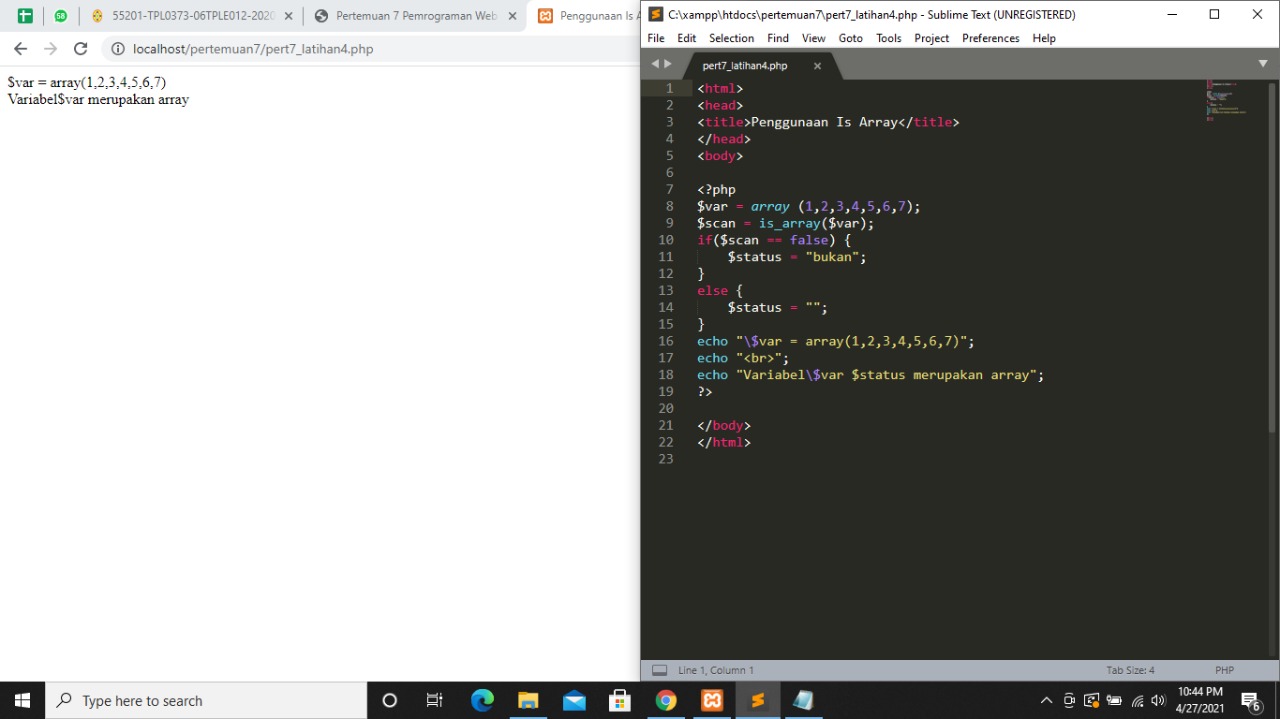 55201-TPL0373-06TPLE012-2020
Pertemuan 7 Pemrograman Web
Penggunaan Is A
localhost/pertemuan7/pert7_latihan4.php
$var = array(1,2,3,4,5,6,7)
Variabel$var merupakan array
C:\xampp\htdocs\pertemuan7\pert7_latihan4.php - Sublime Text (UNREGISTERED)
File Edit Selection Find View Goto Tools Project Preferences Help
pert7_latihan4.php
1 <html>
2 <head>
3 <title>Penggunaan Is Array</title>
4 </head>
5 <body>
6
7 <?php
8 $var = array (1,2,3,4,5,6,7);
9 $scan = is_array($var);
10 if($scan == false) {
11 $status = "bukan";
12 }
13 else {
14 $status = "";
15 }
16 echo "\$var = array(1,2,3,4,5,6,7)";
17 echo "<br>";
18 echo "Variabel\$var $status merupakan array";
19 ?>
20
21 </body>
22 </html>
23
Line 1, Column 1
Tab Size: 4
PHP
Type here to search
10:44 PM
4/27/2021
6